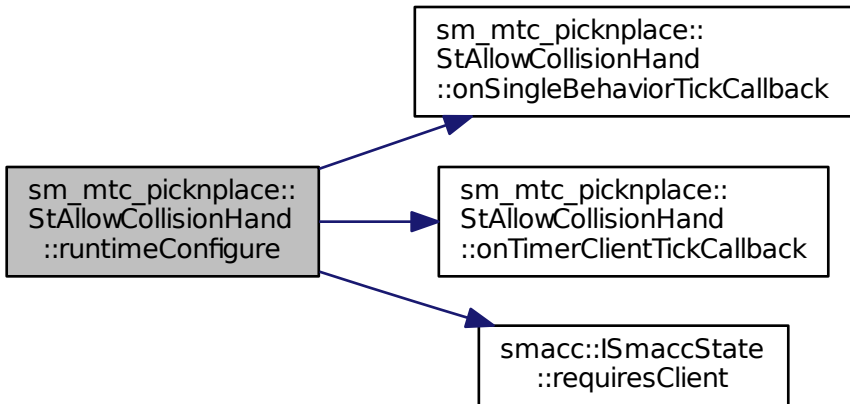 sm_mtc_picknplace::
StAllowCollisionHand
::onSingleBehaviorTickCallback
sm_mtc_picknplace::
StAllowCollisionHand
::runtimeConfigure
sm_mtc_picknplace::
StAllowCollisionHand
::onTimerClientTickCallback
smacc::ISmaccState
::requiresClient